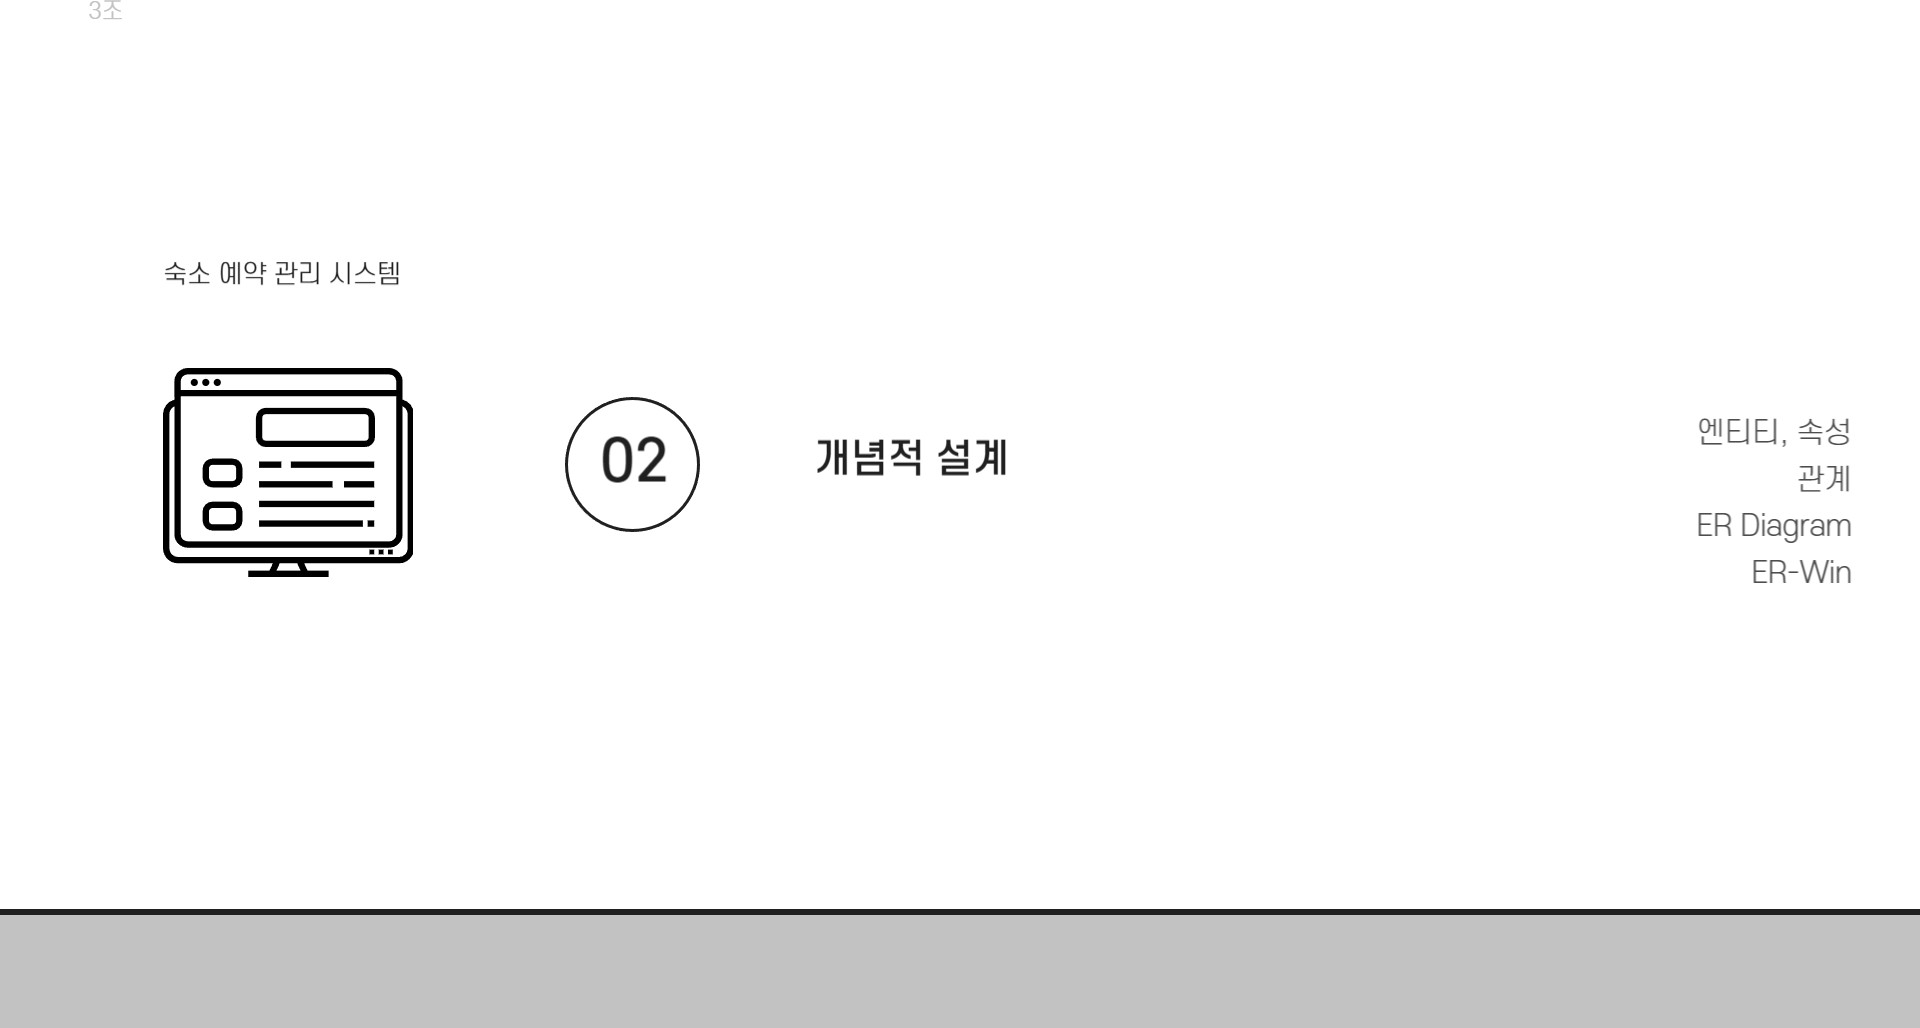 3조
숙소 예약 관리 시스템
02
개념적 설계
엔티티, 속성
관계
ER Diagram
ER-Win